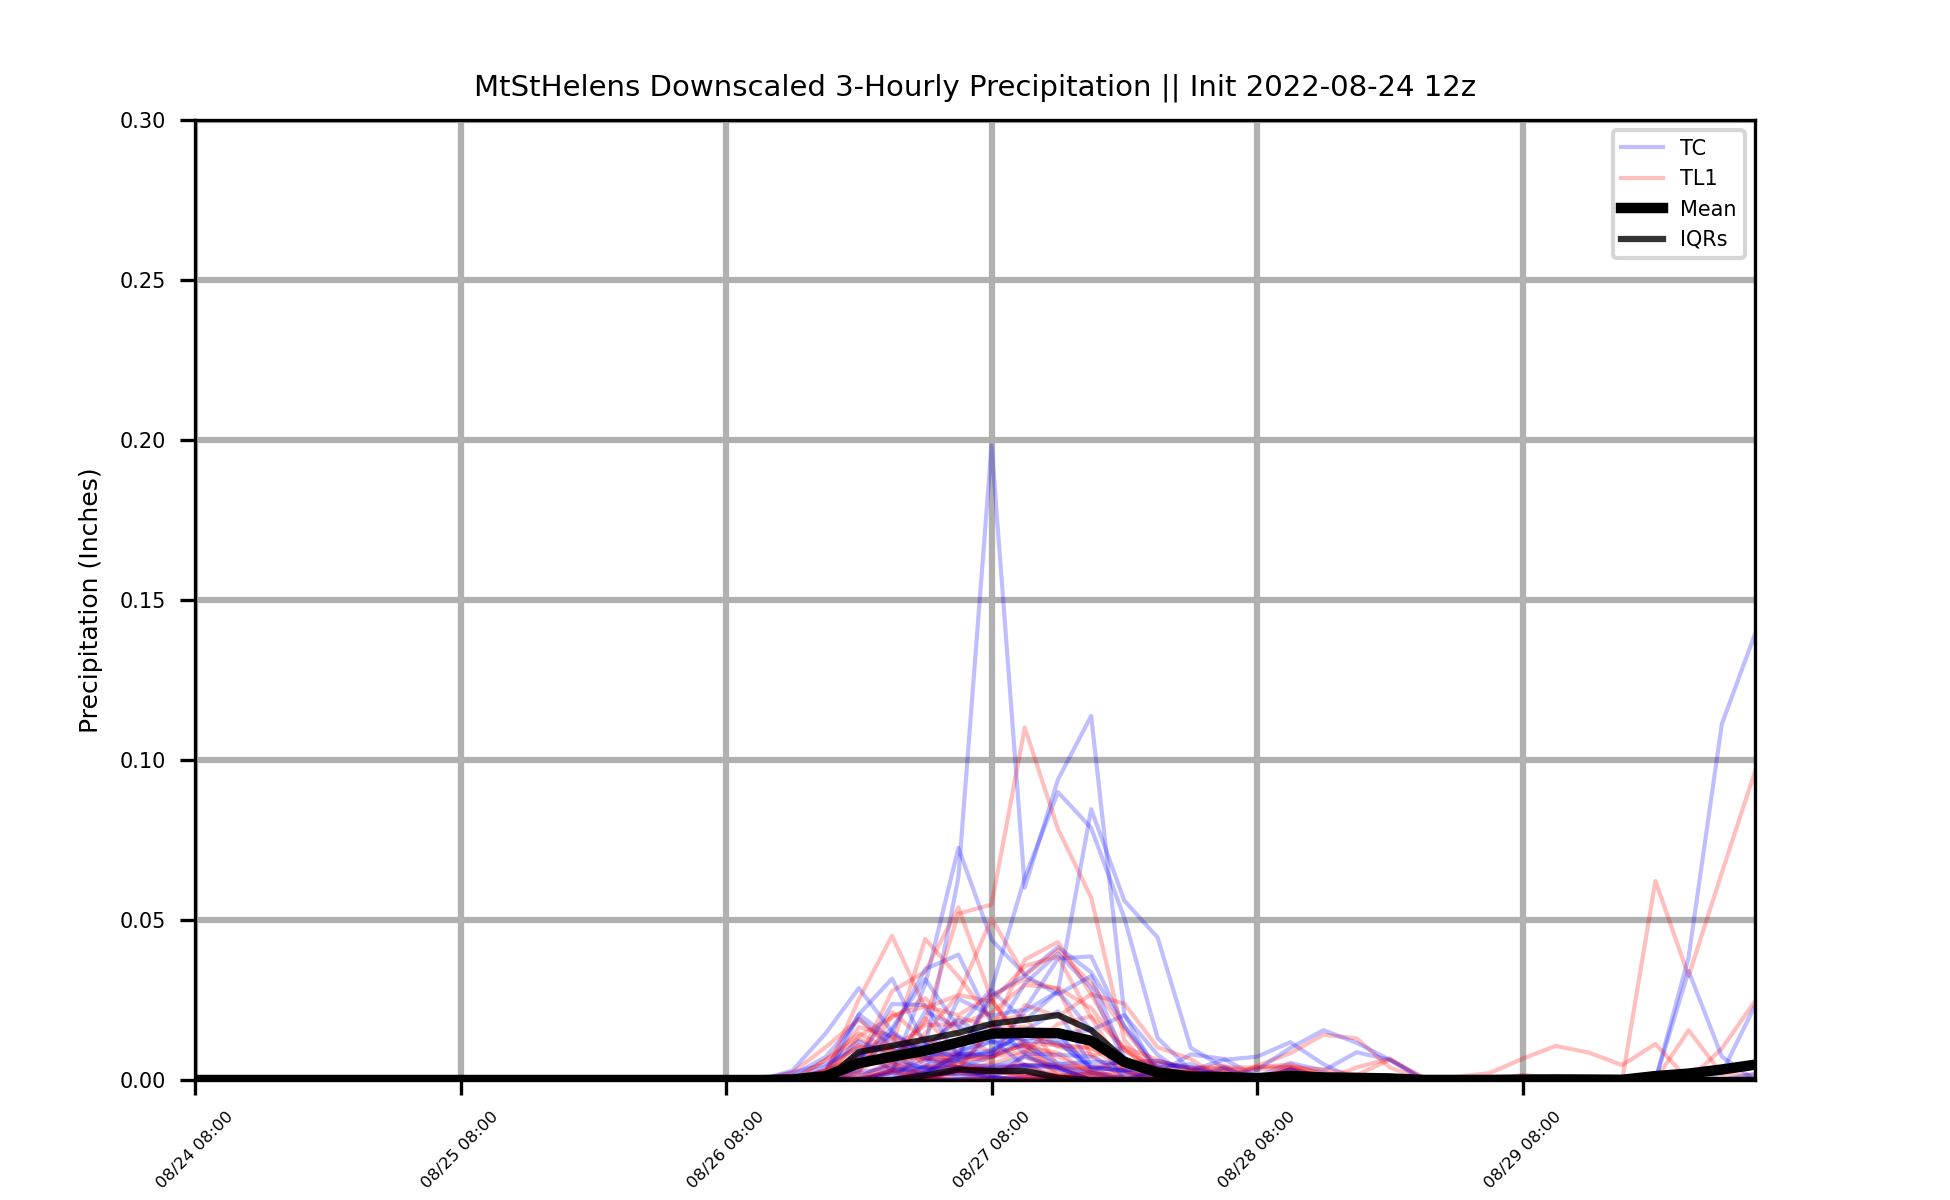 MtStHelens Downscaled 3-Hourly Precipitation || Init 2022-08-24 12z
Precipitation (Inches)
0.30
0.25
0.20
0.15
0.10
0.05
0.00
TC
TL1
Mean
IQRs
08/24 08:00
08/25 08:00
08/26 08:00
08/27 08:00
08/28 08:00
08/29 08:00